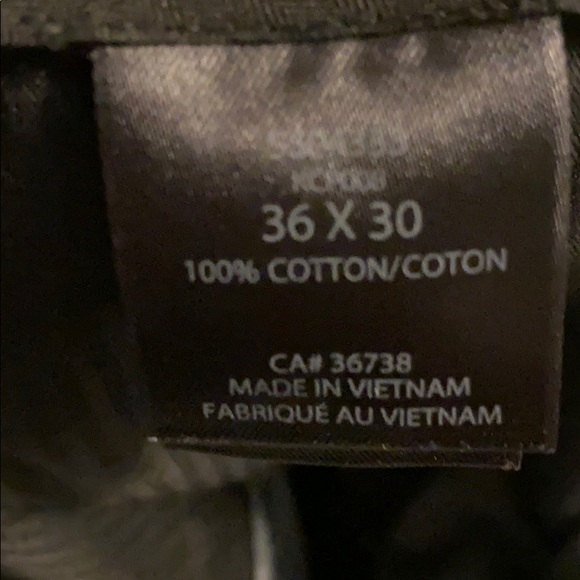 36 X 30
100% COTTON/COTON
CA# 36738
MADE IN VIETNAM
FABRIQUÉ AU VIETNAM